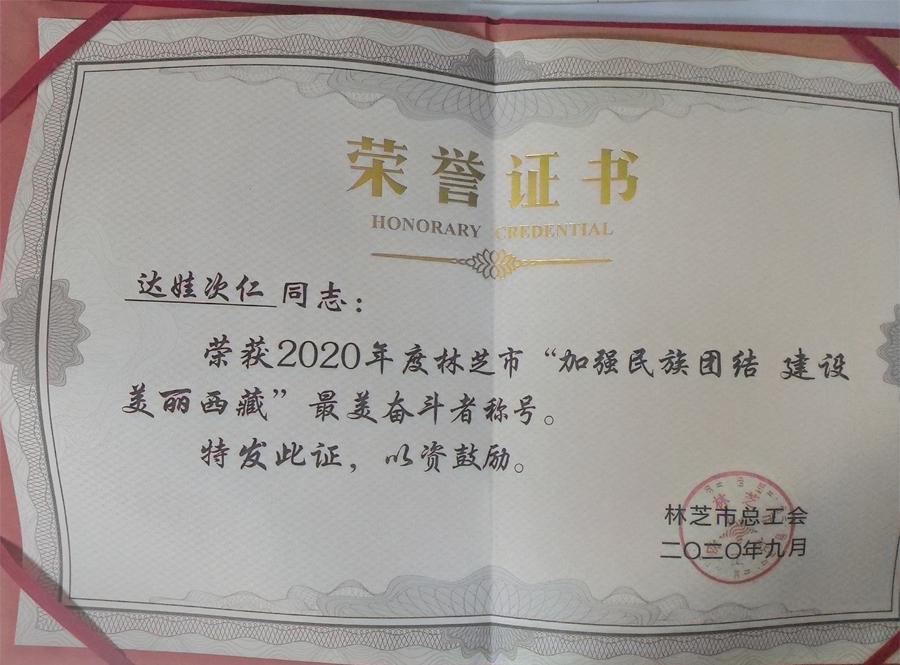 荣誉证书
HONORARY CREDENTIAL
达娃次仁同志：
荣获2020年度林芝市“加强民族团结 建设
美丽西藏”最美奋斗者称号。
特发此证，以资鼓励。
林芝市总工会
二〇二〇年九月